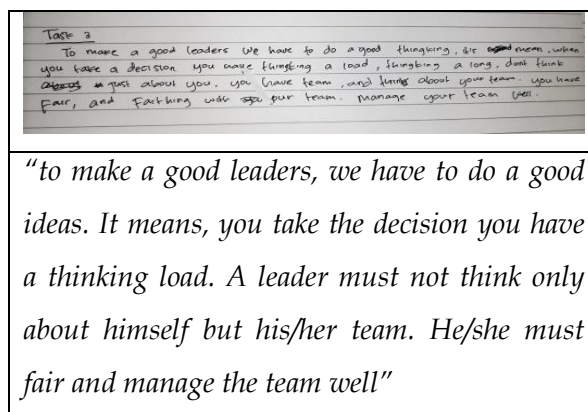 Task 3
To make a good leaders we have to do a good thingking, it's mean, when
you take a decision you have thingking a load, thingking a long, dont think
just about you, you have team, and about your team. you have
Fair, and with your team. Manage your team well.
“to make a good leaders, we have to do a good
ideas. It means, you take the decision you have
a thinking load. A leader must not think only
about himself but his/her team. He/she must
fair and manage the team well”